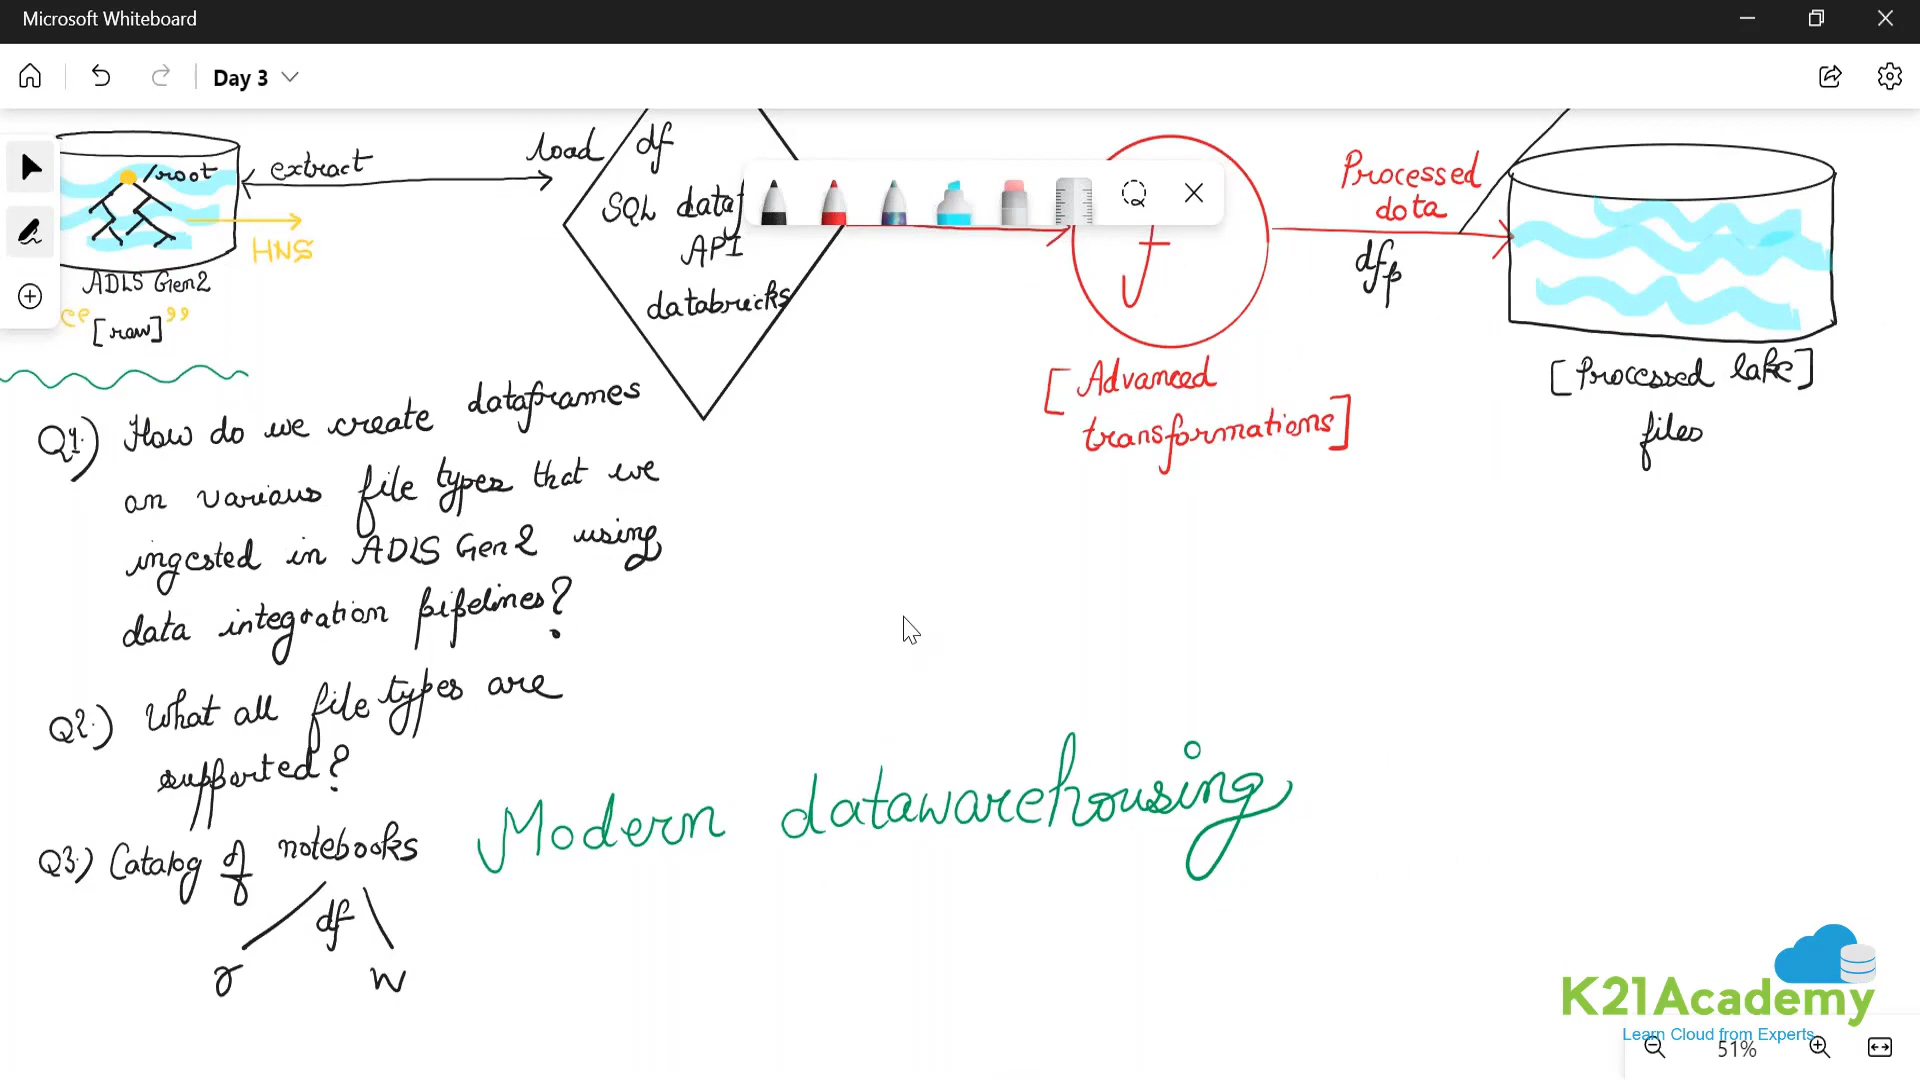 Microsoft Whiteboard
Day 3
/root
extract
HNS
ADLS Gen2
"[raw]"
load
df
SQL dataf
API
databricks
f
[Advanced
transformations]
Processed
data
dfp
[Processed lake]
files
Q1.) How do we create dataframes
on various file types that we
ingested in ADLS Gen2 using
data integration pipelines?
Q2.) What all file types are
supported?
Q3.) Catalog of notebooks
df
r
w
Modern datawarehousing
K21Academy
Learn Cloud from Experts
51%